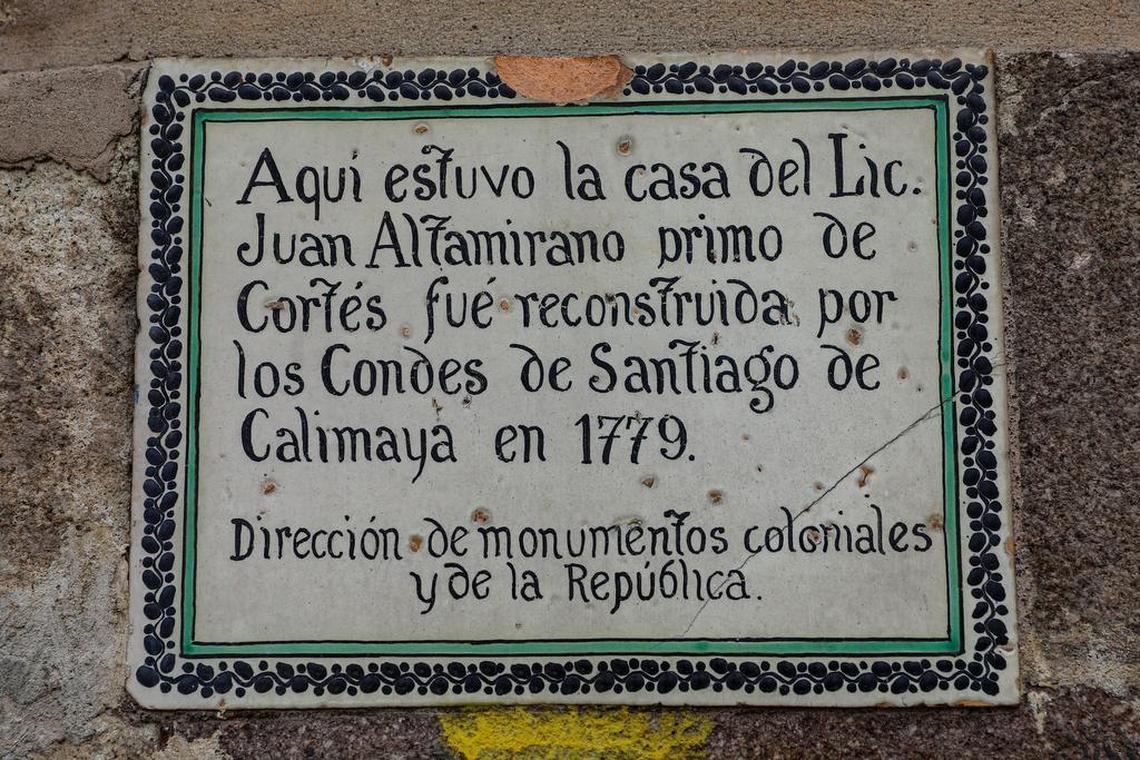 Aquí estuvo la casa del Lic.
Juan Altamirano primo de
Cortés fué reconstruida por
los Condes de Santiago de
Calimaya en 1779.
Dirección de monumentos coloniales
y de la República.